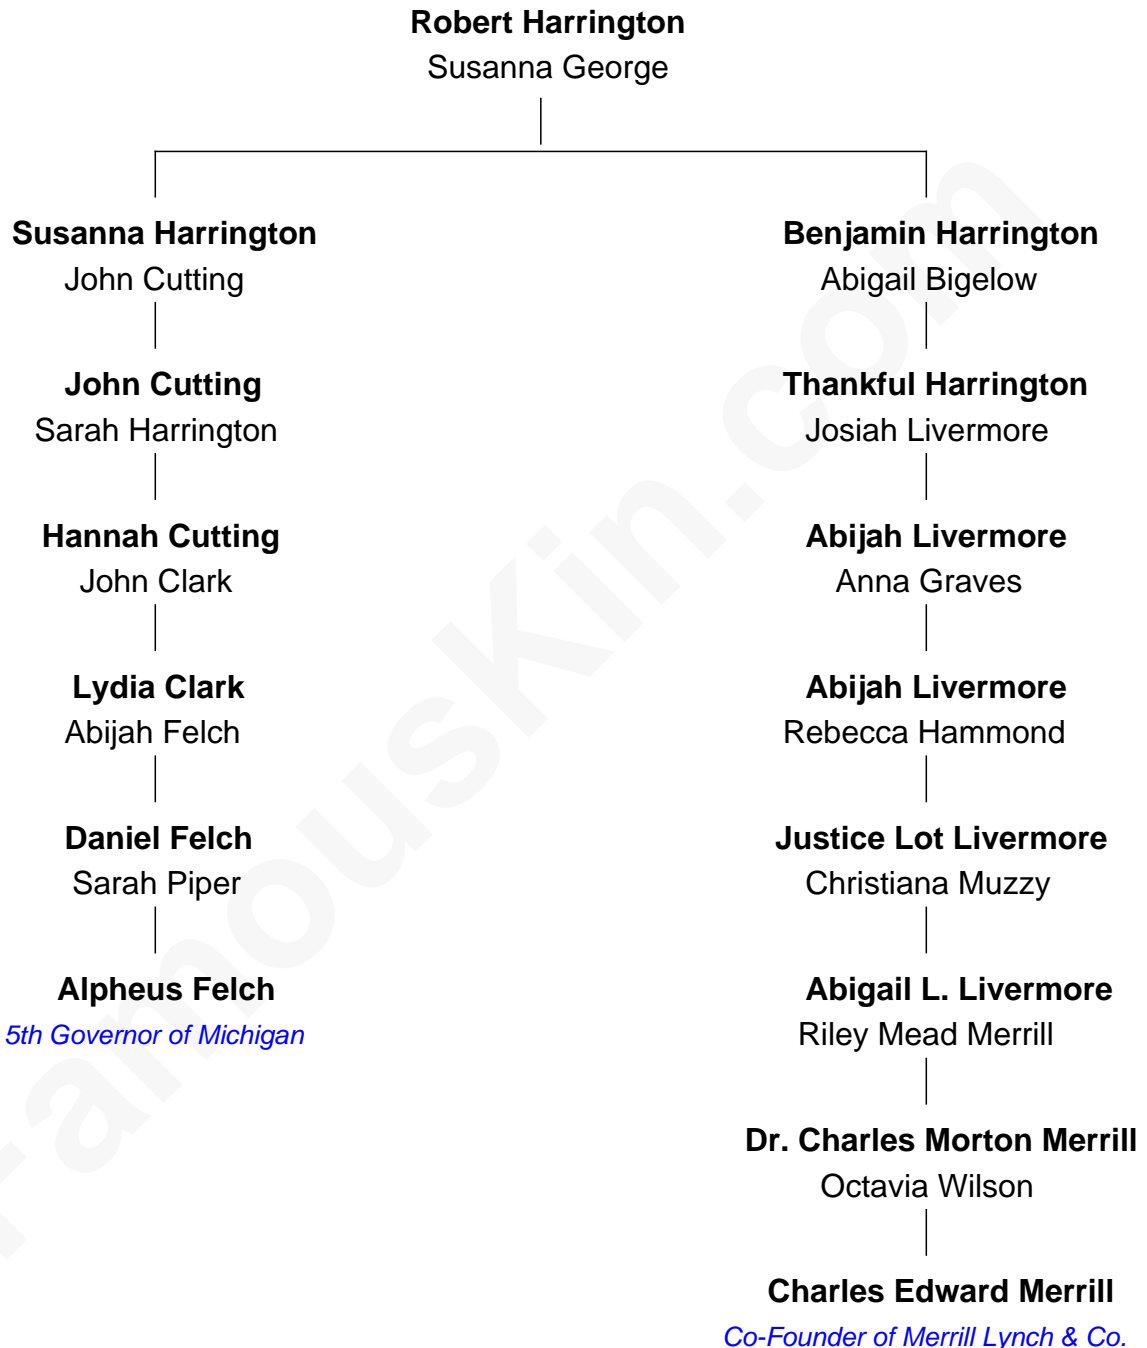 Robert Harrington
Susanna George
Susanna Harrington
John Cutting
Benjamin Harrington
Abigail Bigelow
John Cutting
Sarah Harrington
Thankful Harrington
Josiah Livermore
Hannah Cutting
John Clark
Abijah Livermore
Anna Graves
Lydia Clark
Abijah Felch
Abijah Livermore
Rebecca Hammond
Daniel Felch
Sarah Piper
Justice Lot Livermore
Christiana Muzzy
Alpheus Felch
5th Governor of Michigan
Abigail L. Livermore
Riley Mead Merrill
Dr. Charles Morton Merrill
Octavia Wilson
Charles Edward Merrill
Co-Founder of Merrill Lynch & Co.
FamousKin.com